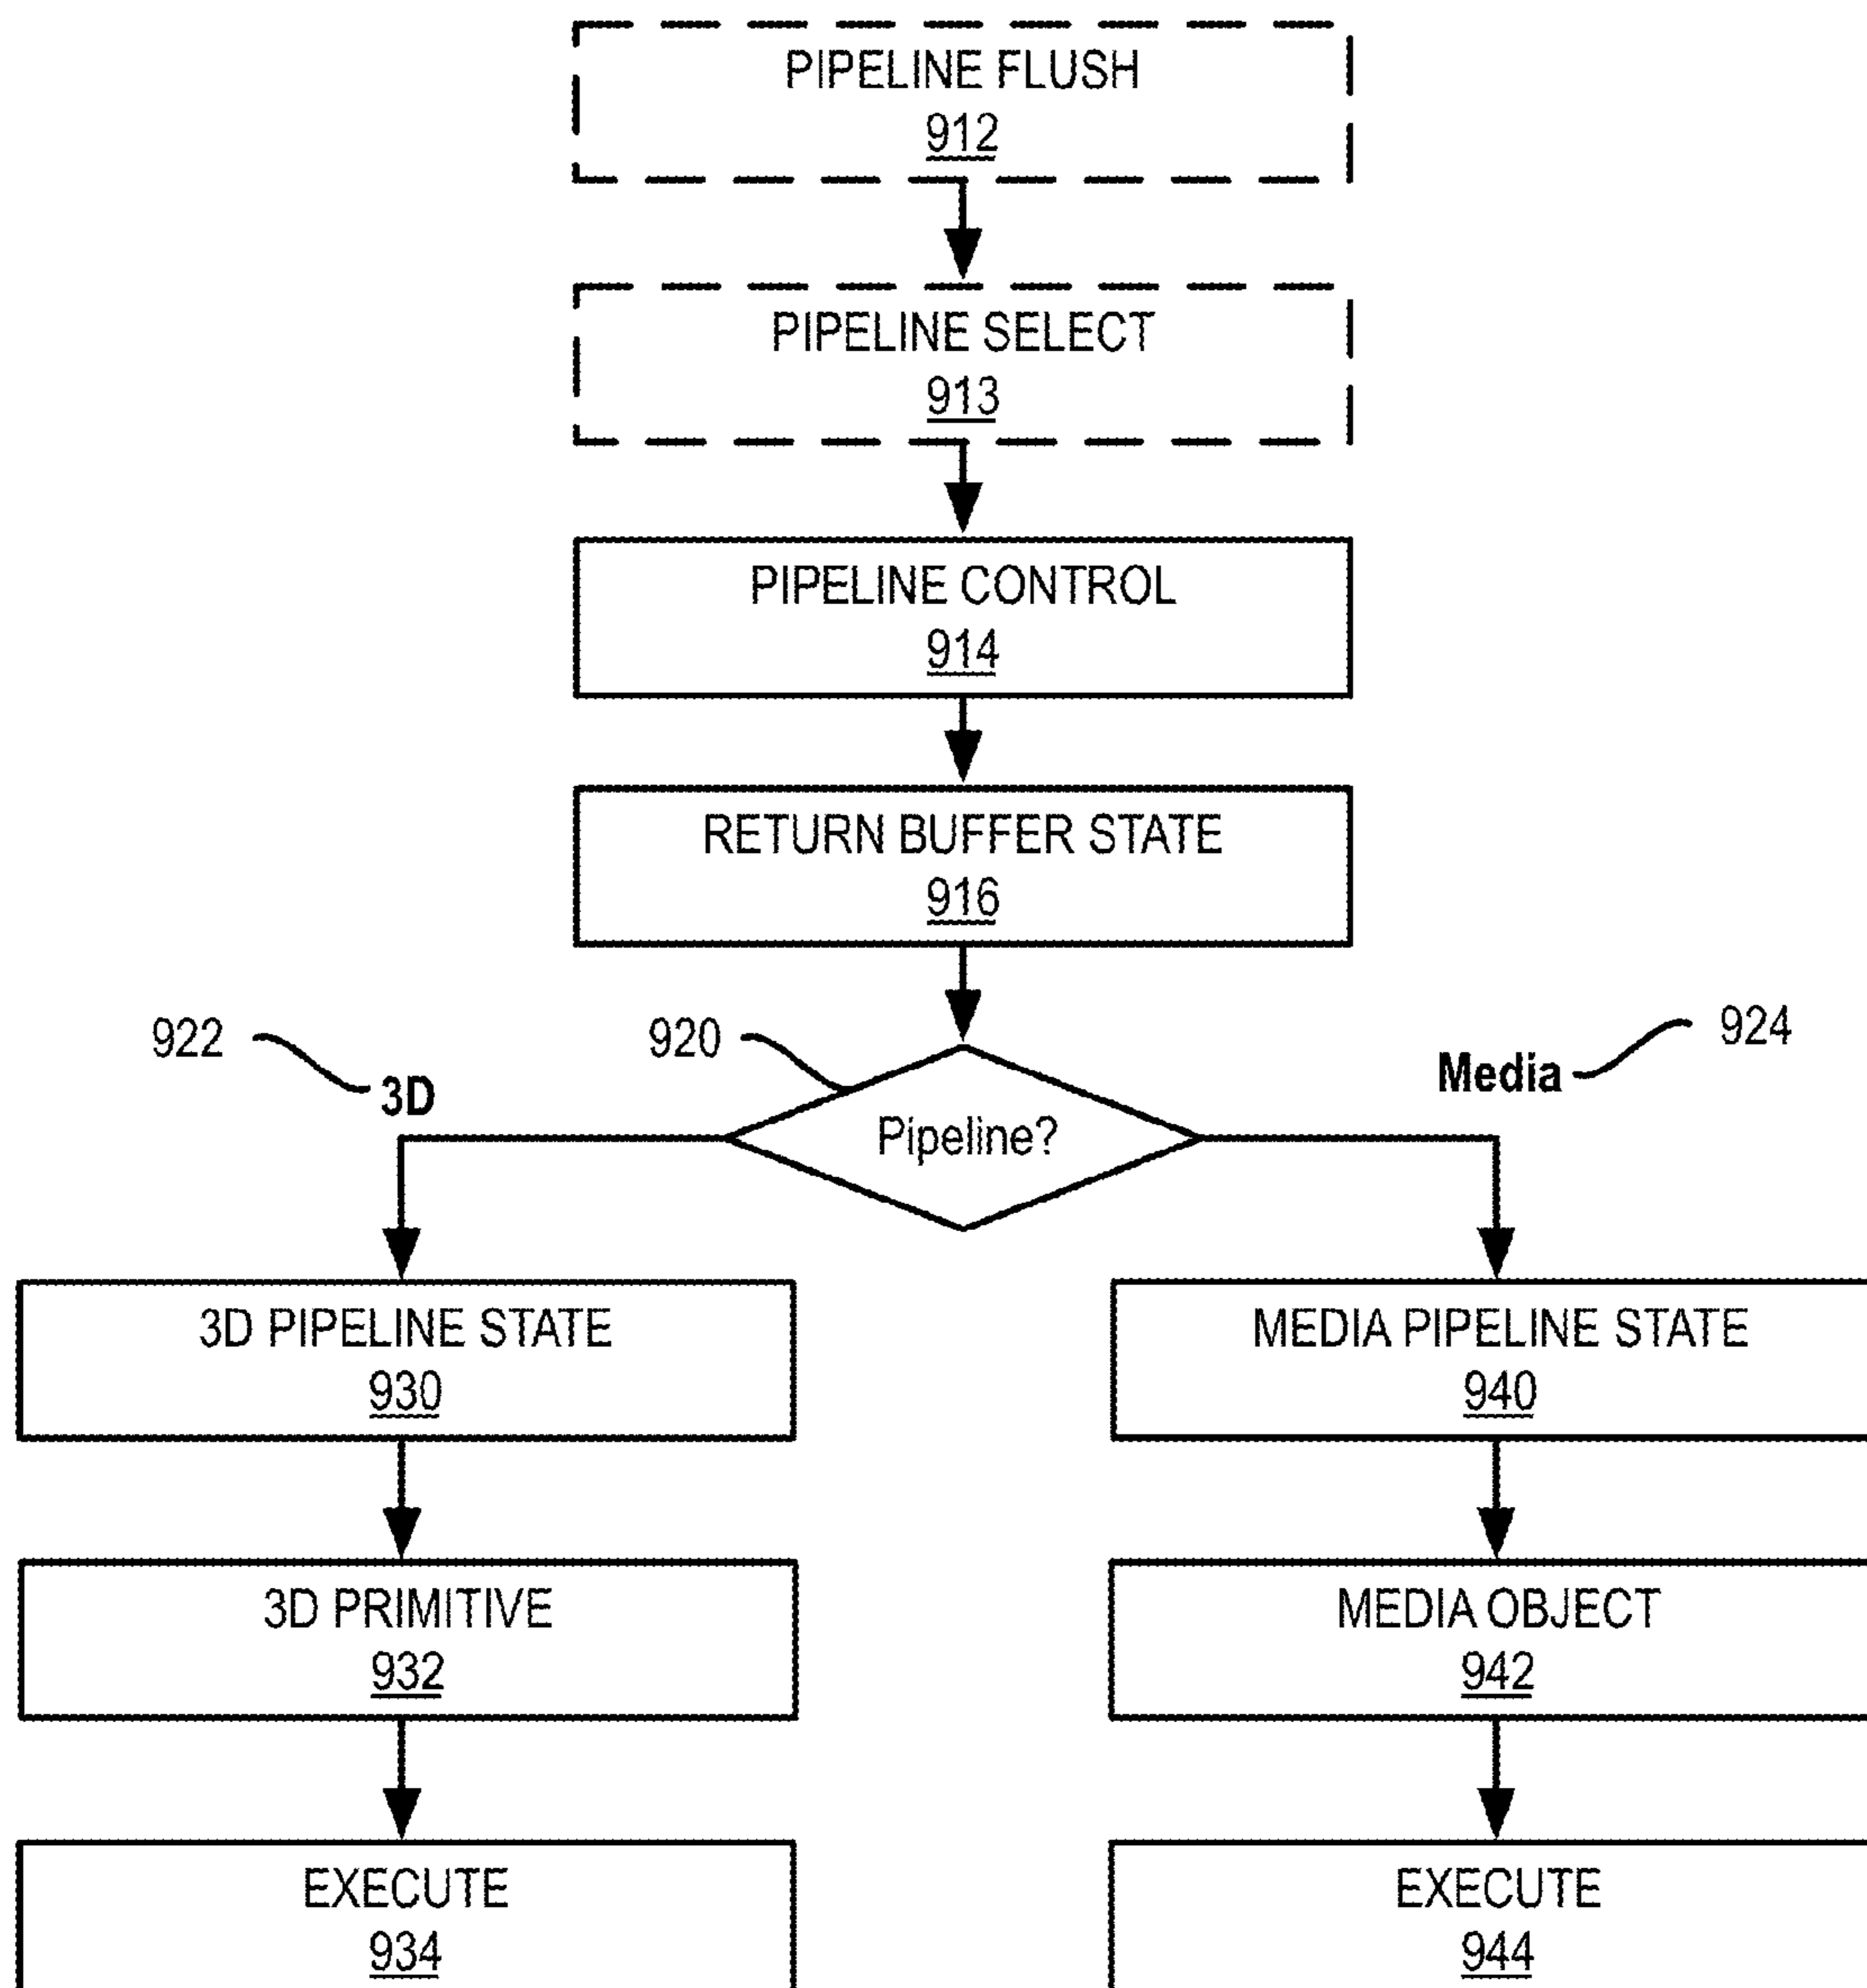 PIPELINE FLUSH
912
PIPELINE SELECT
913
PIPELINE CONTROL
914
RETURN BUFFER STATE
916
922
920
924
3D
Media
Pipeline?
3D PIPELINE STATE
930
MEDIA PIPELINE STATE
940
3D PRIMITIVE
932
MEDIA OBJECT
942
EXECUTE
934
EXECUTE
944